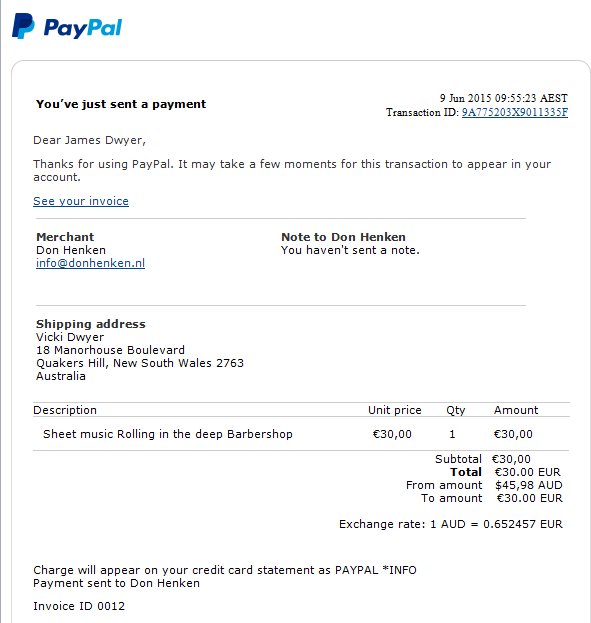 PayPal
You've just sent a payment
9 Jun 2015 09:55:23 AEST
Transaction ID: 9A775203X9011335F
Dear James Dwyer,
Thanks for using PayPal. It may take a few moments for this transaction to appear in your
account.
See your invoice
Merchant
Don Henken
info@donhenken.nl
Note to Don Henken
You haven't sent a note.
Shipping address
Vicki Dwyer
18 Manorhouse Boulevard
Quakers Hill, New South Wales 2763
Australia
Description Unit price Qty Amount
Sheet music Rolling in the deep Barbershop €30,00 1 €30,00
Subtotal €30,00
Total €30.00 EUR
From amount $45,98 AUD
To amount €30.00 EUR
Exchange rate: 1 AUD = 0.652457 EUR
Charge will appear on your credit card statement as PAYPAL *INFO
Payment sent to Don Henken
Invoice ID 0012